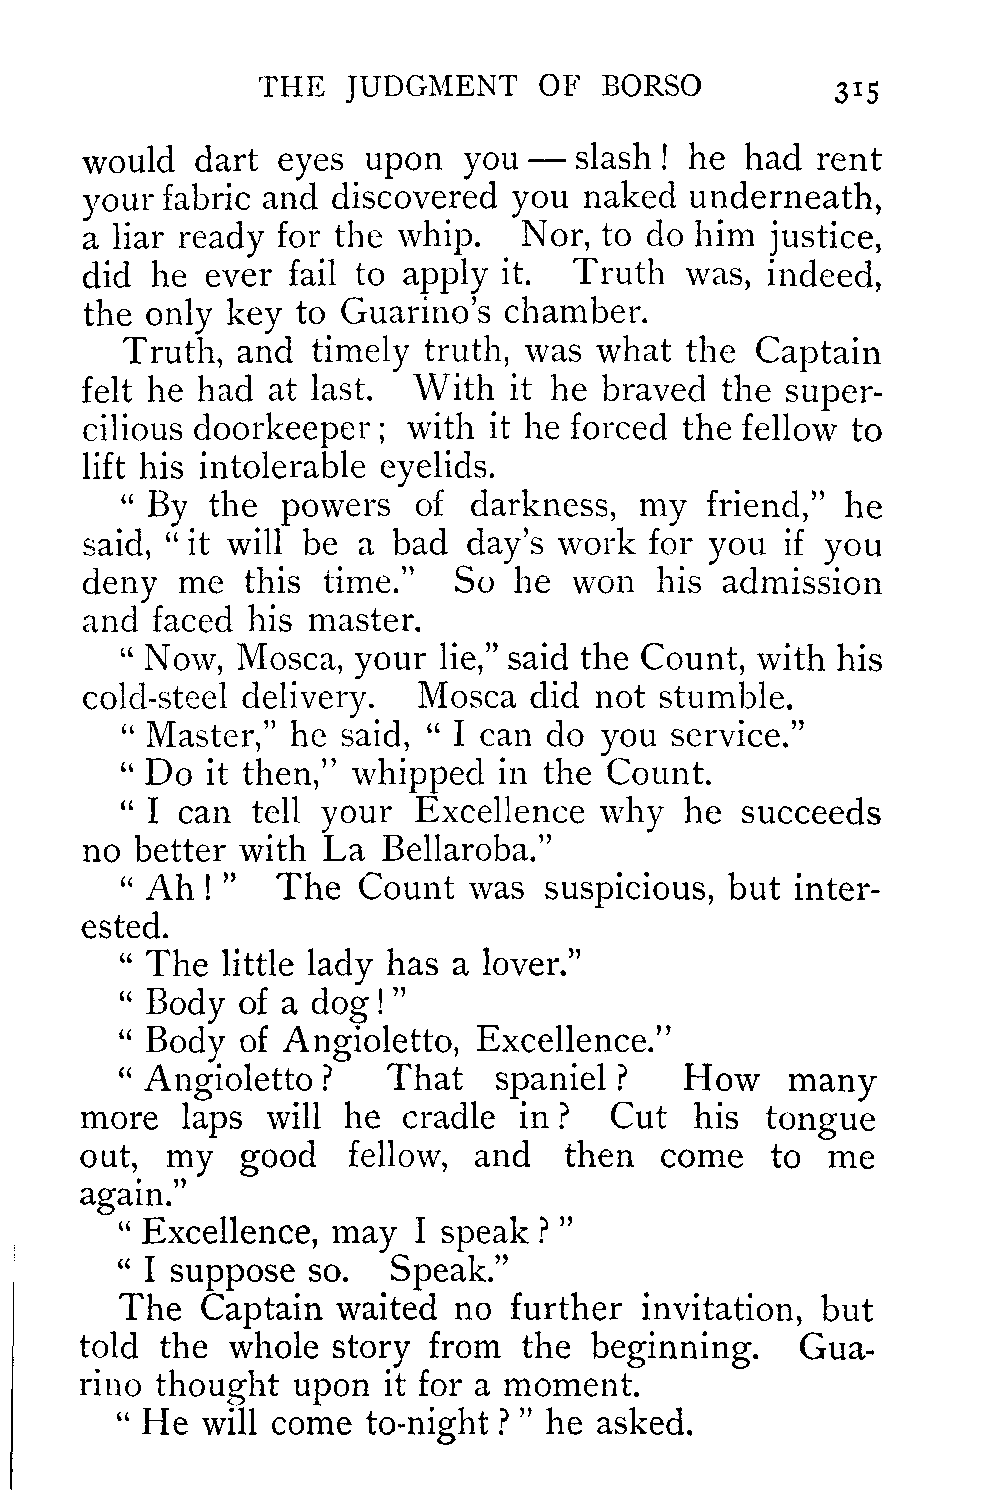 THE JUDGMENT OF BORSO 315
would dart eyes upon you — slash! he had rent
your fabric and discovered you naked underneath,
a liar ready for the whip. Nor, to do him justice,
did he ever fail to apply it. Truth was, indeed,
the only key to Guarino's chamber.
Truth, and timely truth, was what the Captain
felt he had at last. With it he braved the super-
cilious doorkeeper; with it he forced the fellow to
lift his intolerable eyelids.
“ By the powers of darkness, my friend,” he
said, “ it will be a bad day's work for you if you
deny me this time.” So he won his admission
and faced his master.
“ Now, Mosca, your lie,” said the Count, with his
cold-steel delivery. Mosca did not stumble.
“ Master,” he said, “ I can do you service.”
“ Do it then,” whipped in the Count.
“ I can tell your Excellence why he succeeds
no better with La Bellaroba.”
“ Ah ! ” The Count was suspicious, but inter-
ested.
“ The little lady has a lover.”
“ Body of a dog ! ”
“ Body of Angioletto, Excellence.”
“ Angioletto ? That spaniel ? How many
more laps will he cradle in ? Cut his tongue
out, my good fellow, and then come to me
again.”
“ Excellence, may I speak ? ”
“ I suppose so. Speak.”
The Captain waited no further invitation, but
told the whole story from the beginning. Gua-
rino thought upon it for a moment.
“ He will come to-night ? ” he asked.